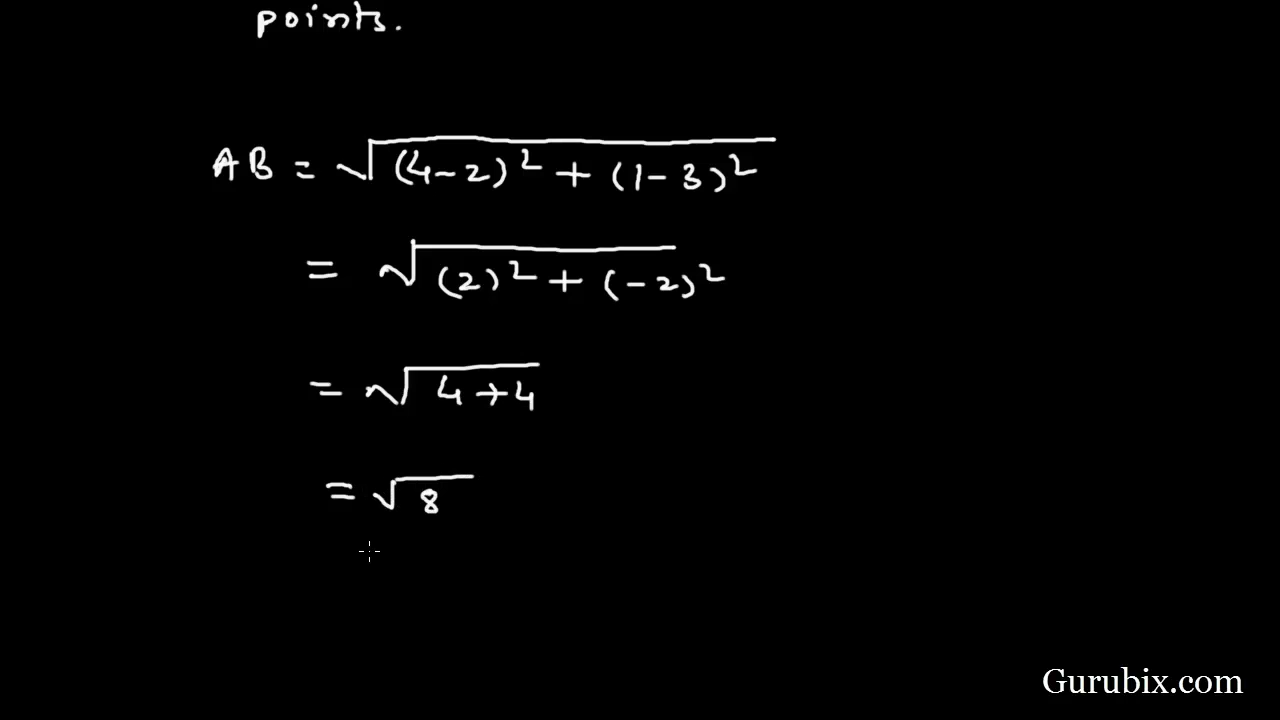 points.
AB = √(4-2)² + (1-3)²
= √(2)² + (-2)²
= √4+4
= √8
Gurubix.com